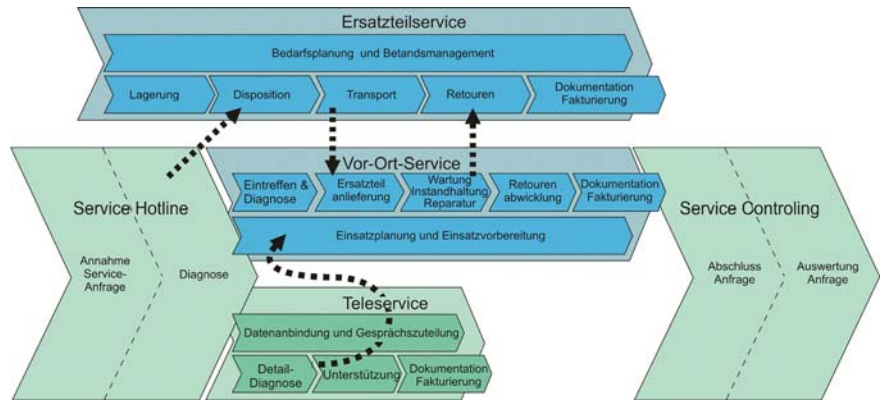 Ersatzteilservice
Bedarfsplanung und Betandsmanagement
Lagerung
Disposition
Transport
Retouren
Dokumentation
Fakturierung
Service Hotline
Annahme
Service-
Anfrage
Diagnose
Vor-Ort-Service
Eintreffen &
Diagnose
Ersatzteil
anlieferung
Wartung
Instandhaltung
Reparatur
Retouren
abwicklung
Dokumentation
Fakturierung
Einsatzplanung und Einsatzvorbereitung
Teleservice
Datenanbindung und Gesprächszuteilung
Detail-
Diagnose
Unterstützung
Dokumentation
Fakturierung
Service Controling
Abschluss
Anfrage
Auswertung
Anfrage